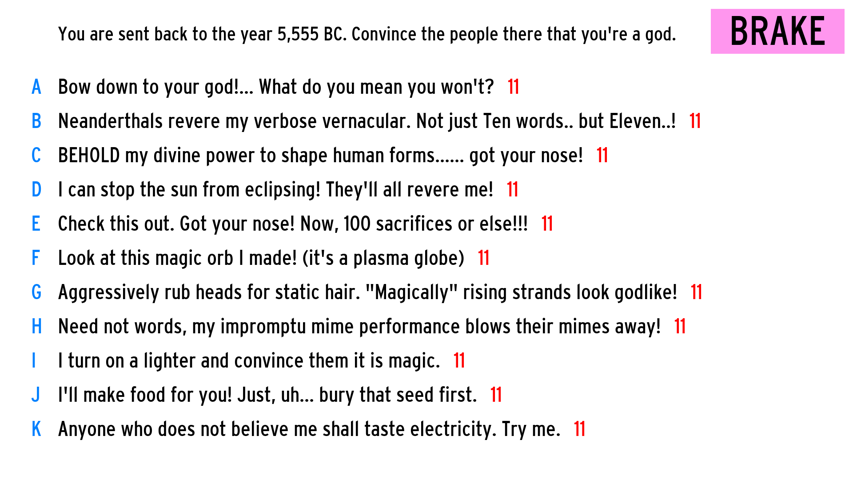 You are sent back to the year 5,555 BC. Convince the people there that you're a god.
BRAKE
A Bow down to your god!... What do you mean you won't? 11
B Neanderthals revere my verbose vernacular. Not just Ten words.. but Eleven..! 11
C BEHOLD my divine power to shape human forms...... got your nose! 11
D I can stop the sun from eclipsing! They'll all revere me! 11
E Check this out. Got your nose! Now, 100 sacrifices or else!!! 11
F Look at this magic orb I made! (it's a plasma globe) 11
G Aggressively rub heads for static hair. "Magically" rising strands look godlike! 11
H Need not words, my impromptu mime performance blows their mimes away! 11
I I turn on a lighter and convince them it is magic. 11
J I'll make food for you! Just, uh... bury that seed first. 11
K Anyone who does not believe me shall taste electricity. Try me. 11